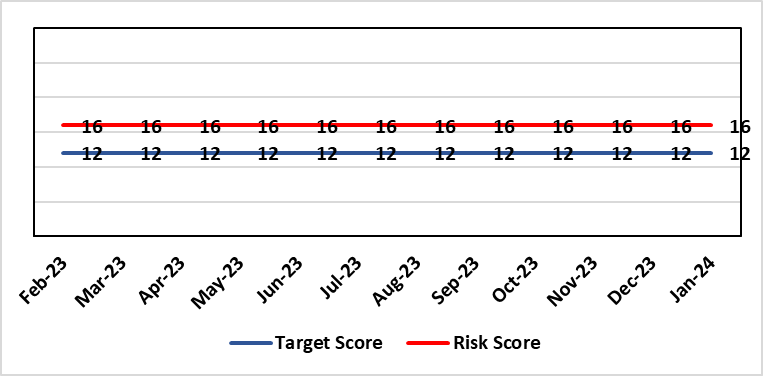 16 16 16 16 16 16 16 16 16 16 16 16
12 12 12 12 12 12 12 12 12 12 12 12
Feb-23 Mar-23 Apr-23 May-23 Jun-23 Jul-23 Aug-23 Sep-23 Oct-23 Nov-23 Dec-23 Jan-24
Target Score Risk Score